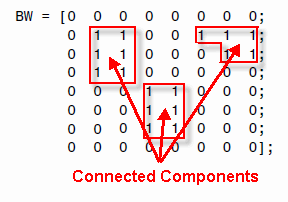 BW = [0 0 0 0 0 0 0 0;
0 1 1 0 0 1 1 1;
0 1 1 0 0 0 1 1;
0 1 1 0 0 0 0 0;
0 0 0 1 1 0 0 0;
0 0 0 1 1 0 0 0;
0 0 0 1 1 0 0 0;
0 0 0 0 0 0 0 0];
Connected Components